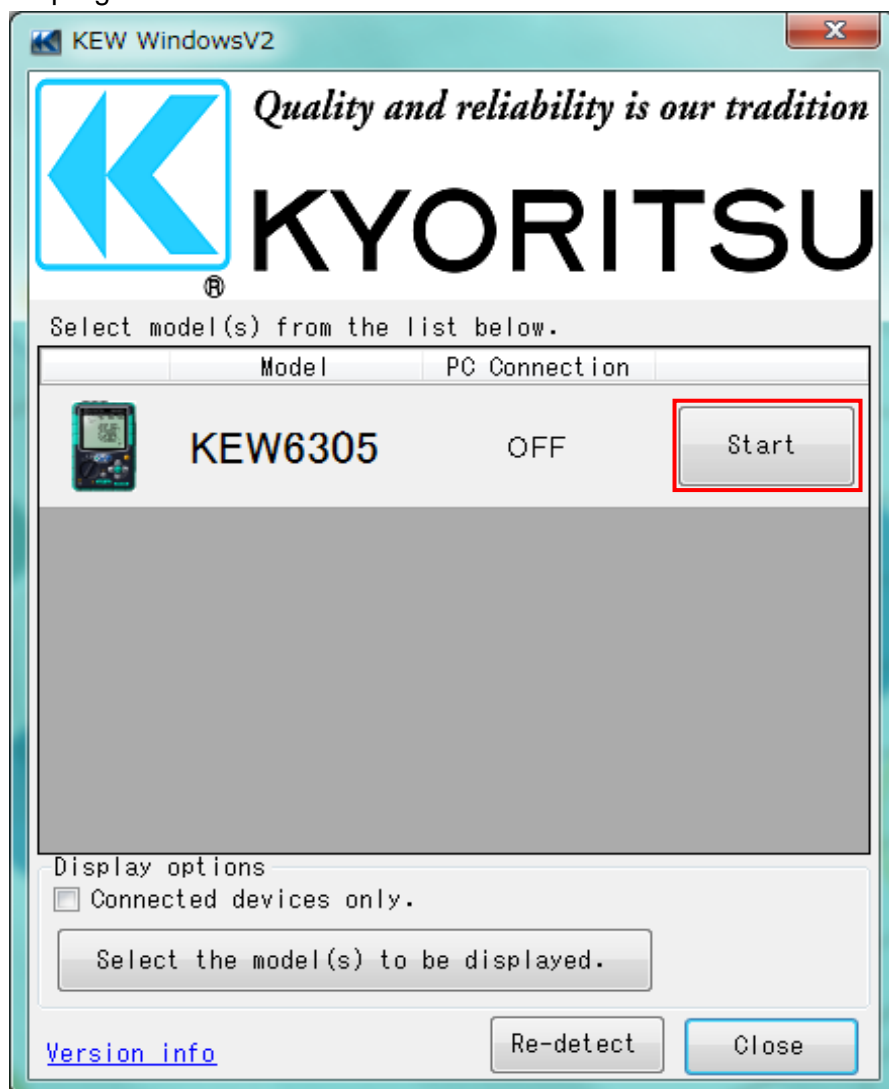 KEW WindowsV2
Quality and reliability is our tradition
KYORITSU
®
Select model(s) from the list below.
Model PC Connection
KEW6305 OFF Start
Display options
Connected devices only.
Select the model(s) to be displayed.
Version info Re-detect Close